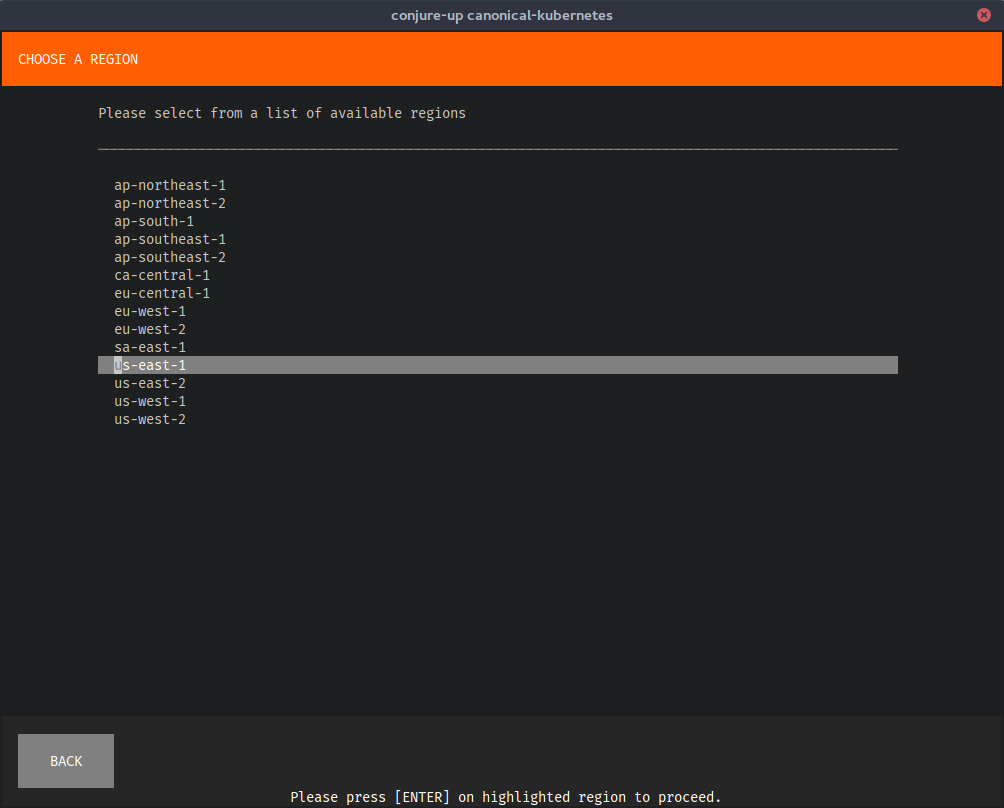 conjure-up canonical-kubernetes
CHOOSE A REGION
Please select from a list of available regions
ap-northeast-1
ap-northeast-2
ap-south-1
ap-southeast-1
ap-southeast-2
ca-central-1
eu-central-1
eu-west-1
eu-west-2
sa-east-1
us-east-1
us-east-2
us-west-1
us-west-2
BACK
Please press [ENTER] on highlighted region to proceed.